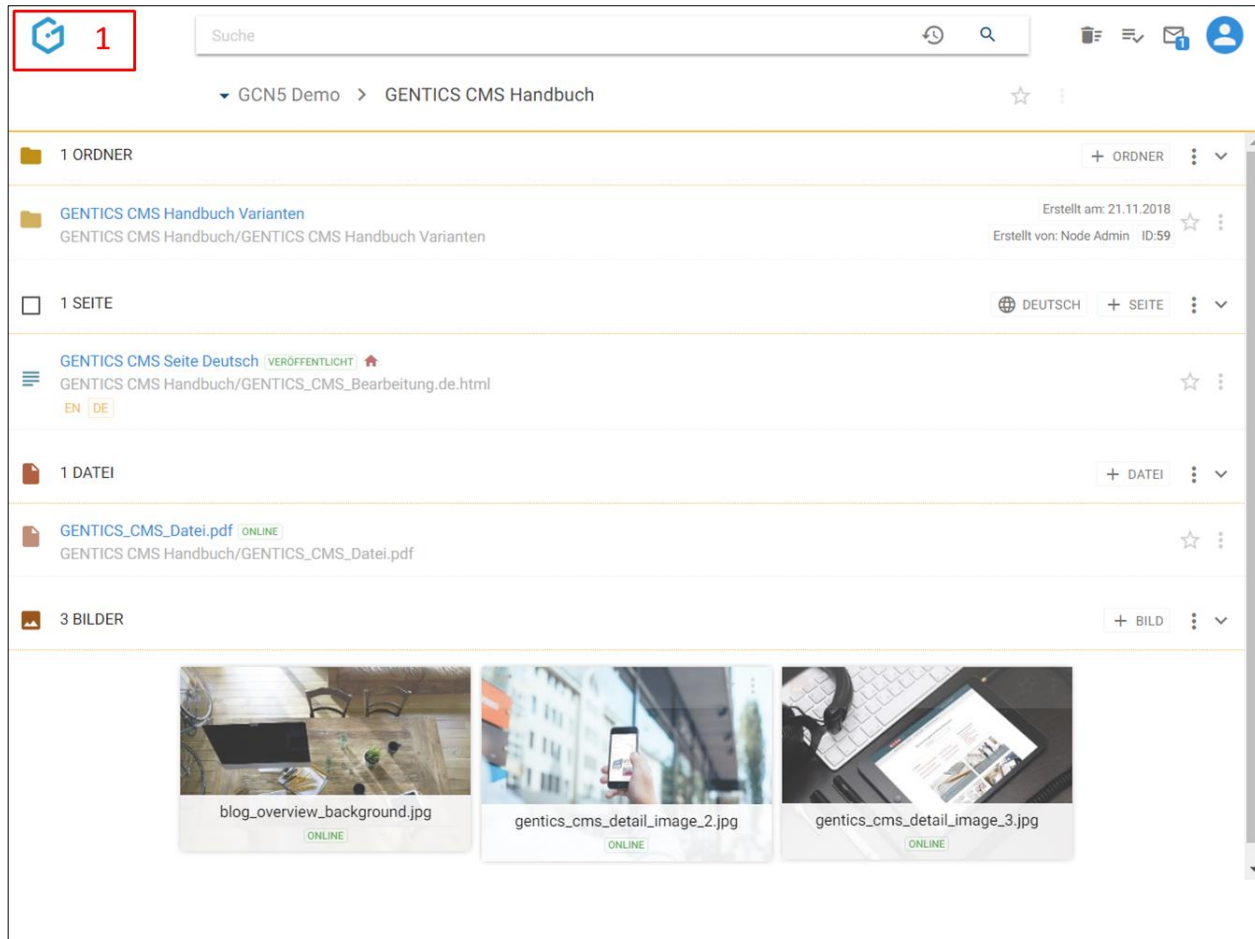 1
Suche
1
GCN5 Demo > GENTICS CMS Handbuch
1 ORDNER
+ ORDNER
GENTICS CMS Handbuch Varianten
Erstellt am: 21.11.2018
GENTICS CMS Handbuch/GENTICS CMS Handbuch Varianten
Erstellt von: Node Admin ID:59
1 SEITE
DEUTSCH + SEITE
GENTICS CMS Seite Deutsch VERÖFFENTLICHT
GENTICS CMS Handbuch/GENTICS_CMS_Bearbeitung.de.html
EN DE
1 DATEI
+ DATEI
GENTICS_CMS_Datei.pdf ONLINE
GENTICS CMS Handbuch/GENTICS_CMS_Datei.pdf
3 BILDER
+ BILD
blog_overview_background.jpg
ONLINE
gentics_cms_detail_image_2.jpg
ONLINE
gentics_cms_detail_image_3.jpg
ONLINE